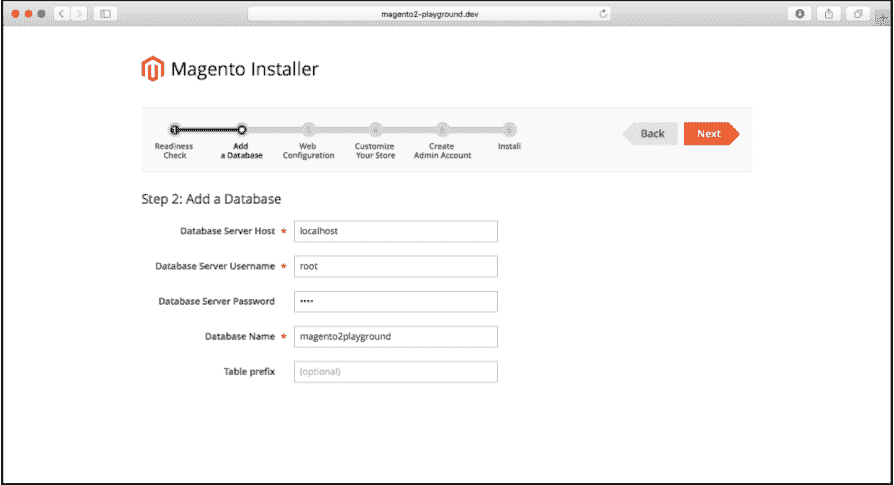 magento2-playground.dev
Magento Installer
Readiness
Check
Add
a Database
Web
Configuration
Customize
Your Store
Create
Admin Account
Install
Back
Next
Step 2: Add a Database
Database Server Host * localhost
Database Server Username * root
Database Server Password ••••
Database Name * magento2playground
Table prefix (optional)